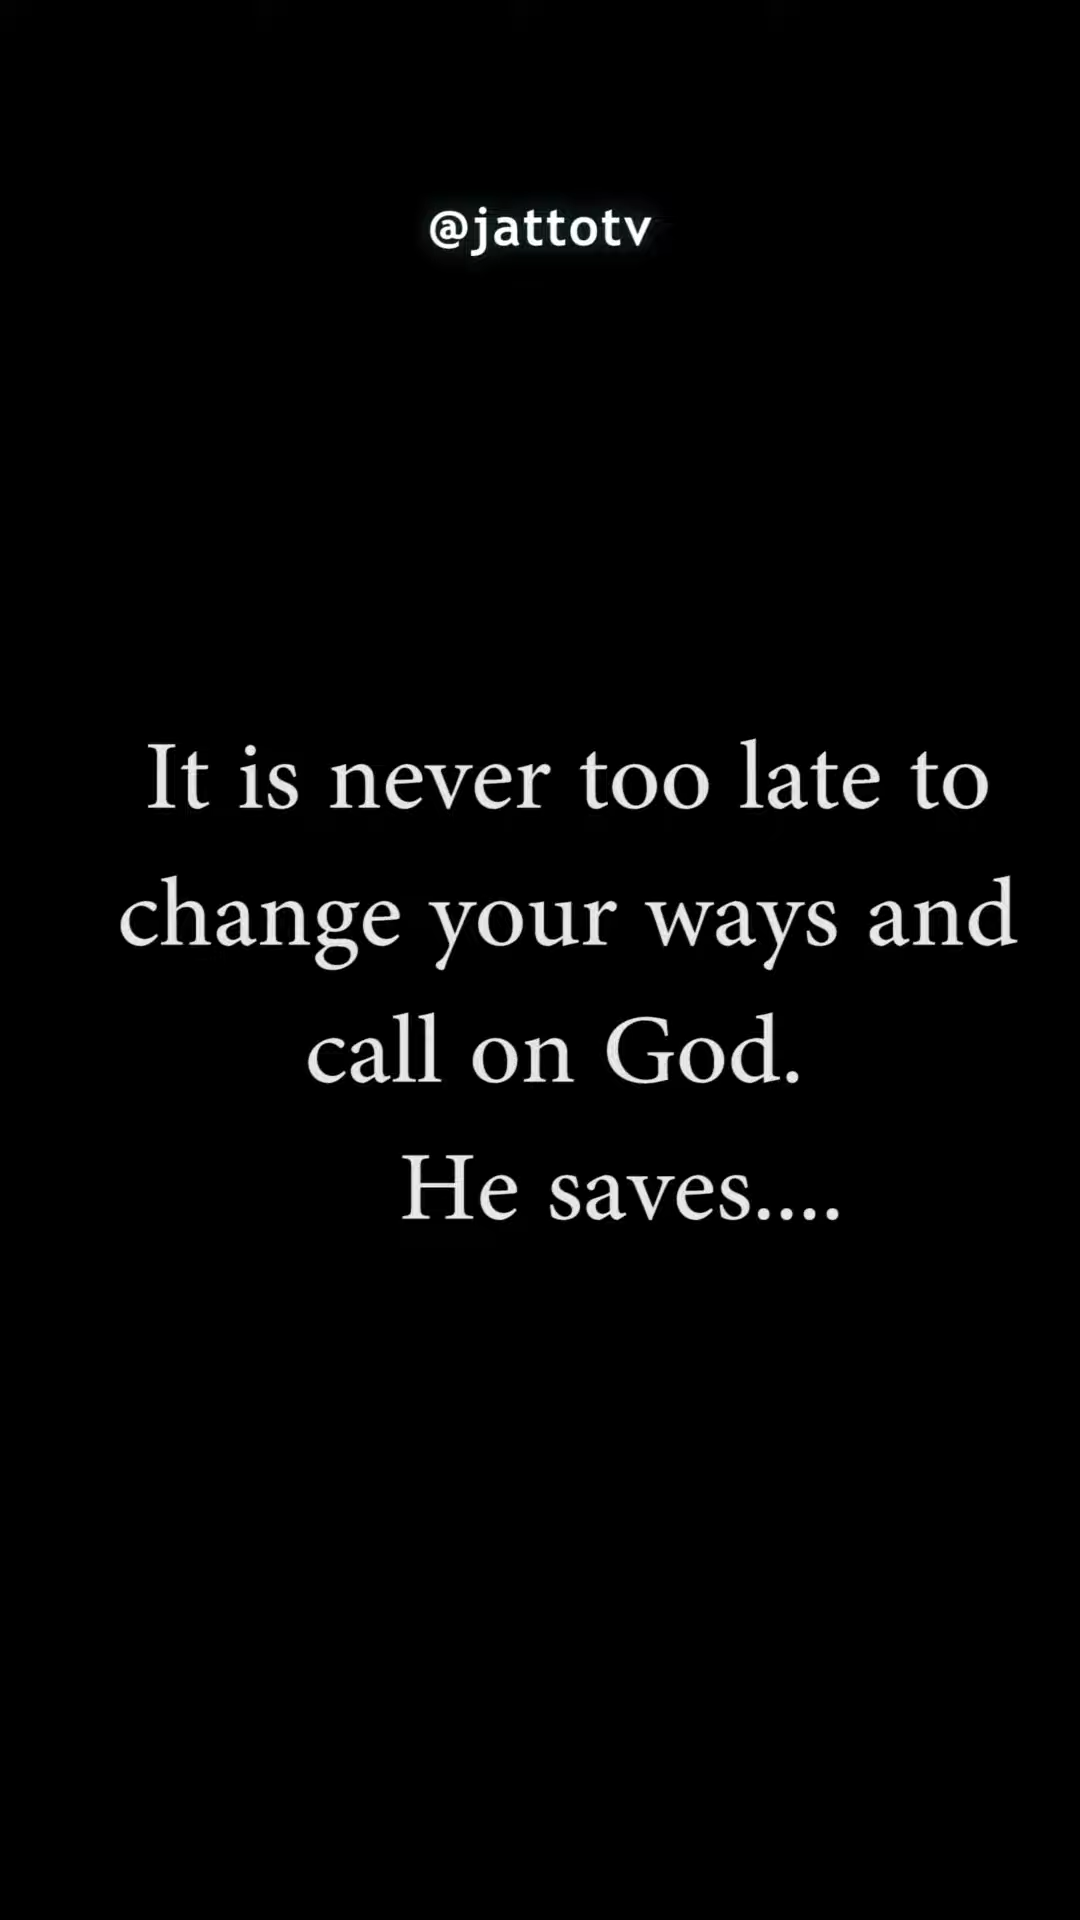 @jattotv
It is never too late to
change your ways and
call on God.
He saves....